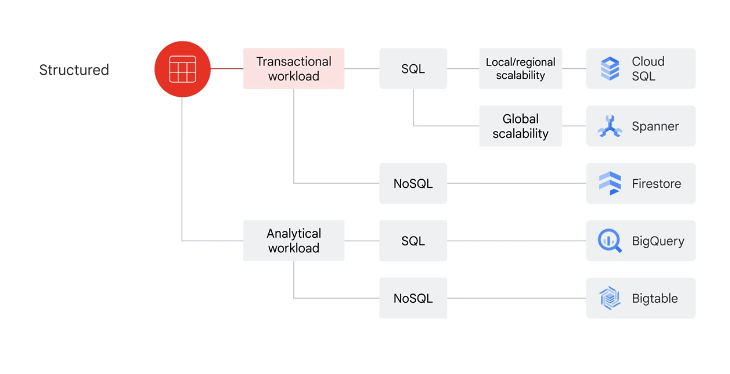 Structured
Transactional
workload
SQL
Local/regional
scalability
Cloud
SQL
Global
scalability
Spanner
NoSQL
Firestore
Analytical
workload
SQL
BigQuery
NoSQL
Bigtable